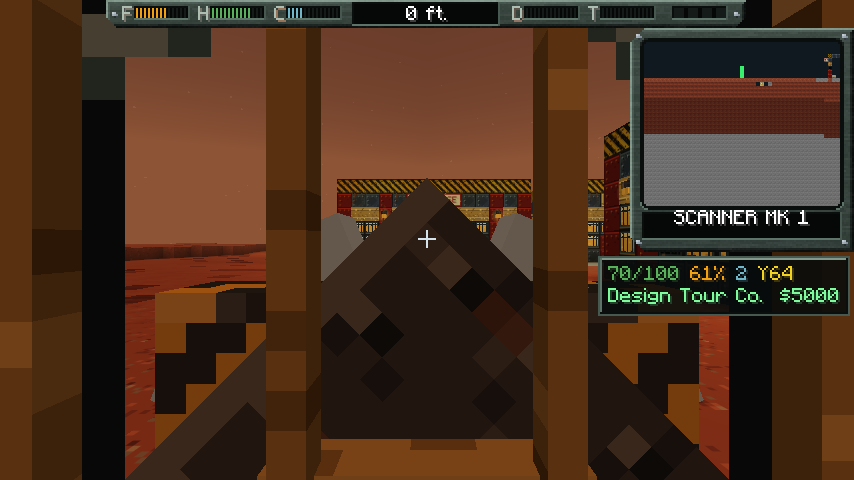 F H C 0 ft. D T
SCANNER MK 1
70/100 61% 2 Y64
Design Tour Co. $5000